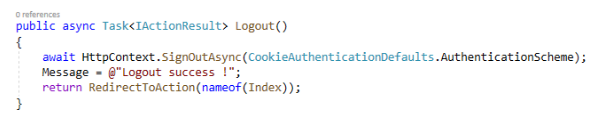 0 references
public async Task<IActionResult> Logout()
{
await HttpContext.SignOutAsync(CookieAuthenticationDefaults.AuthenticationScheme);
Message = @"Logout success !";
return RedirectToAction(nameof(Index));
}